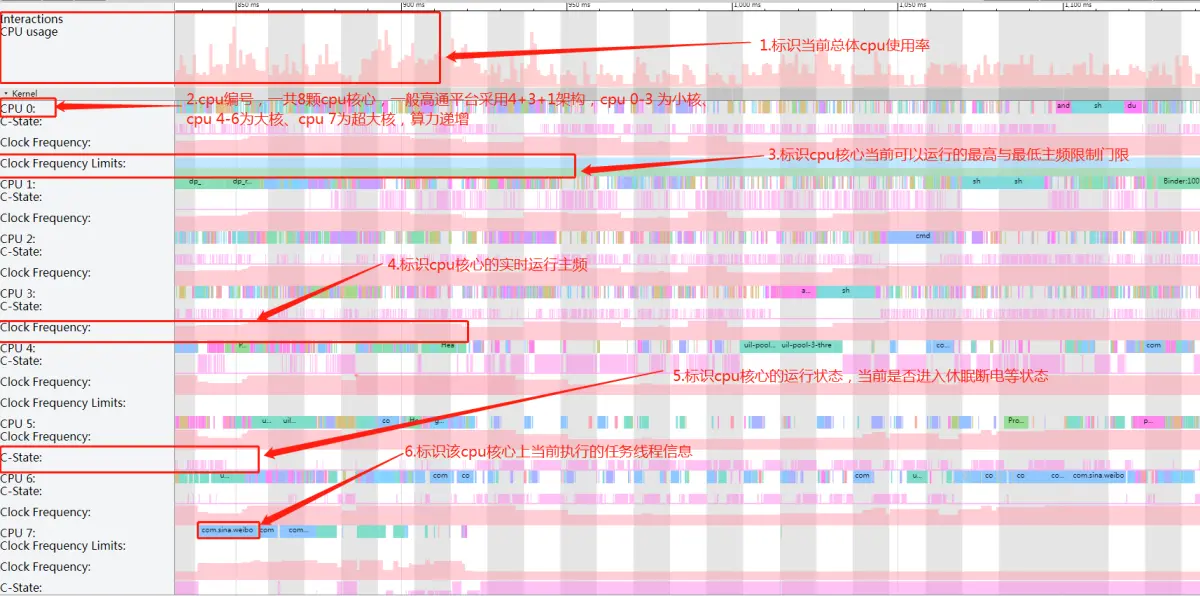 850 ms 900 ms 950 ms 1,000 ms 1,050 ms 1,100 ms
Interactions
CPU usage
1.标识当前总体cpu使用率
Kernel
2.cpu编号，一共8颗cpu核心，一般高通平台采用4+3+1架构，cpu 0-3 为小核、
CPU 0: and sh du
cpu 4-6为大核、cpu 7为超大核，算力递增
C-State:
Clock Frequency:
3.标识cpu核心当前可以运行的最高与最低主频限制门限
Clock Frequency Limits:
CPU 1: dp_ dp_c... sh sh Binder:100
C-State:
Clock Frequency:
CPU 2: cmd
C-State:
4.标识cpu核心的实时运行主频
Clock Frequency:
CPU 3: a... sh
C-State:
Clock Frequency:
CPU 4: K... Hea uil-pool... uil-pool-3-thre co... com
C-State:
5.标识cpu核心的运行状态，当前是否进入休眠断电等状态
Clock Frequency:
Clock Frequency Limits:
CPU 5: u... uil... co He g... Pro... p...
Clock Frequency:
6.标识该cpu核心上当前执行的任务线程信息
C-State:
CPU 6: u... com co com u... co co co... com.sina.weibo
C-State:
Clock Frequency:
CPU 7: com.sina.weibo com com...
Clock Frequency Limits:
Clock Frequency:
C-State: